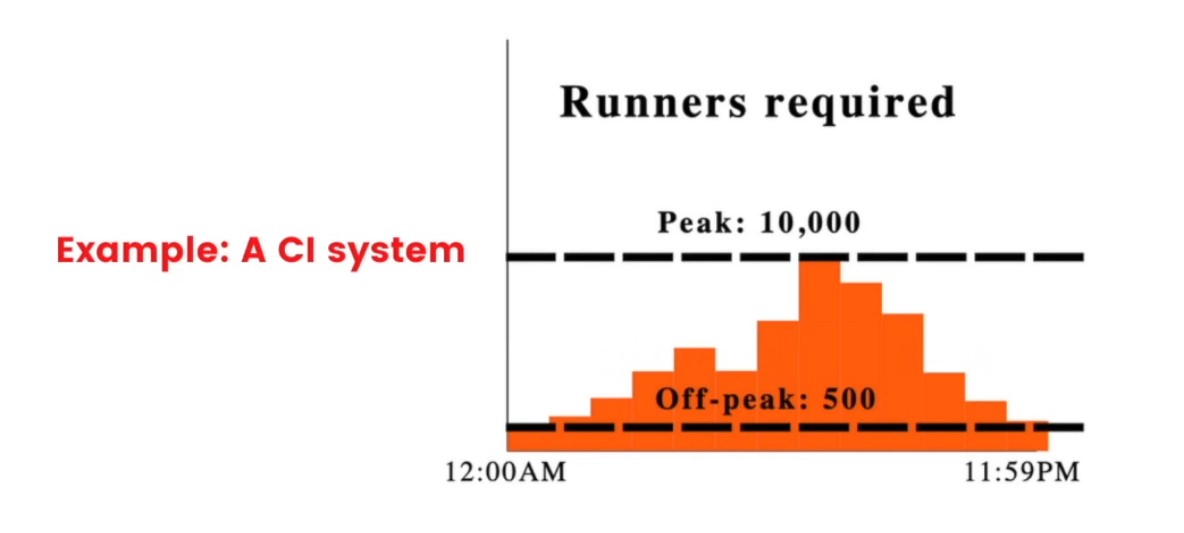 Runners required
Peak: 10,000
Example: A CI system
Off-peak: 500
12:00AM
11:59PM